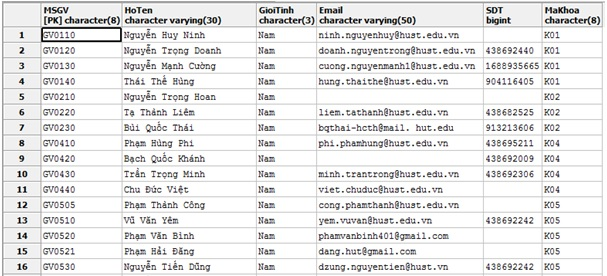 MSGV HoTen GioiTinh Email SDT MaKhoa
[PK] character(8) character varying(30) character(3) character varying(50) bigint character(8)
1 GV0110 Nguyễn Huy Ninh Nam ninh.nguyenhuy@hust.edu.vn K01
2 GV0120 Nguyễn Trọng Doanh Nam doanh.nguyentrong@hust.edu.vn 438692440 K01
3 GV0130 Nguyễn Mạnh Cường Nam cuong.nguyenmanh1@hust.edu.vn 1688935665 K01
4 GV0140 Thái Thế Hùng Nam hung.thaithe@hust.edu.vn 904116405 K01
5 GV0210 Nguyễn Trọng Hoan Nam K02
6 GV0220 Tạ Thành Liêm Nam liem.tathanh@hust.edu.vn 438682525 K02
7 GV0230 Bùi Quốc Thái Nam bqthai-hcth@mail. hut.edu 913213606 K02
8 GV0410 Phạm Hùng Phi Nam phi.phamhung@hust.edu.vn 438695211 K04
9 GV0420 Bạch Quốc Khánh Nam 438692009 K04
10 GV0430 Trần Trọng Minh Nam minh.trantrong@hust.edu.vn 438692306 K04
11 GV0440 Chu Đức Việt Nam viet.chuduc@hust.edu.vn K04
12 GV0505 Phạm Thành Công Nam cong.phamthanh@hust.edu.vn K05
13 GV0510 Vũ Văn Yêm Nam yem.vuvan@hust.edu.vn 438692242 K05
14 GV0520 Phạm Văn Bình Nam phamvanbinh401@gmail.com K05
15 GV0521 Phạm Hải Đăng Nam dang.hut@gmail.com K05
16 GV0530 Nguyễn Tiến Dũng Nam dzung.nguyentien@hust.vn 438692242 K05